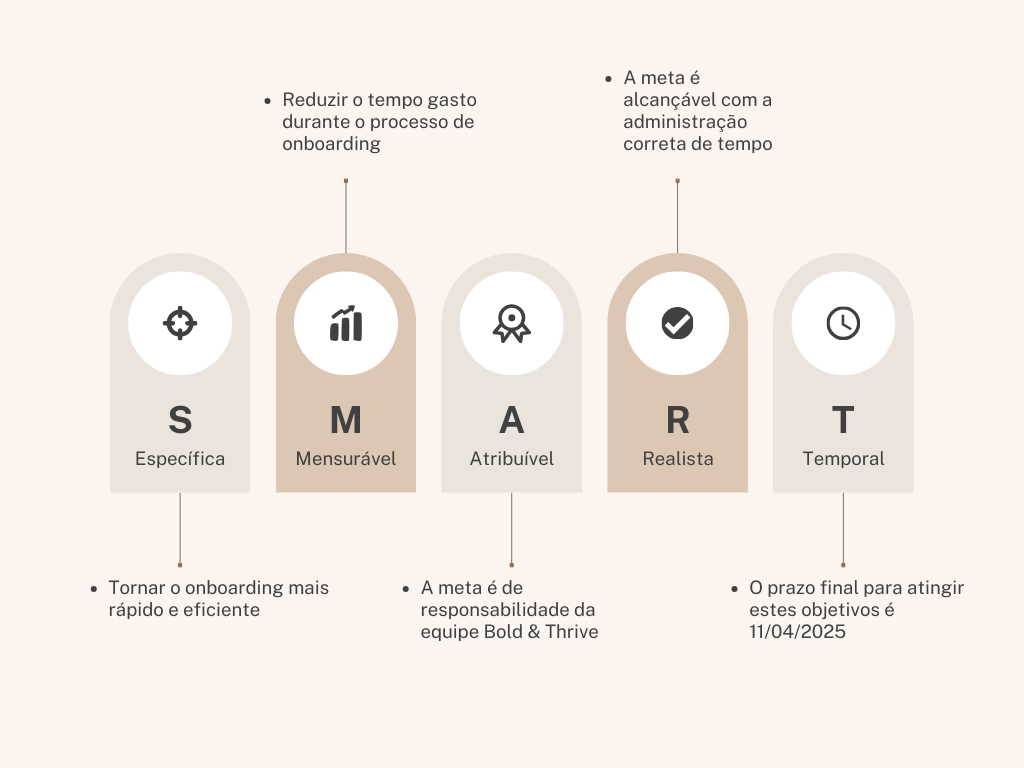 • Reduzir o tempo gasto
durante o processo de
onboarding
• A meta é
alcançável com a
administração
correta de tempo
S
Específica
M
Mensurável
A
Atribuível
R
Realista
T
Temporal
• Tornar o onboarding mais
rápido e eficiente
• A meta é de
responsabilidade da
equipe Bold & Thrive
• O prazo final para atingir
estes objetivos é
11/04/2025